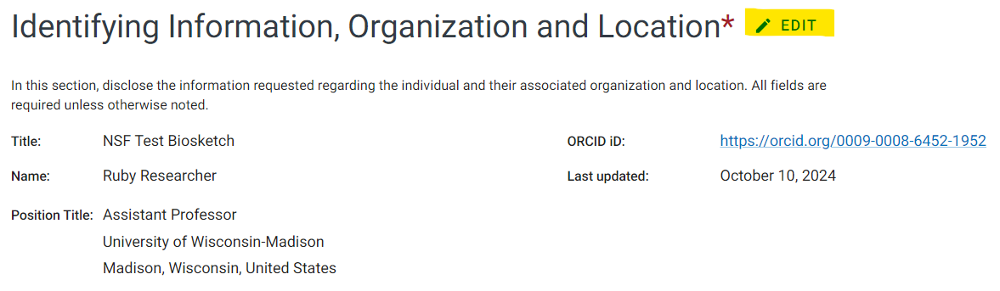 Identifying Information, Organization and Location* EDIT
In this section, disclose the information requested regarding the individual and their associated organization and location. All fields are
required unless otherwise noted.
Title: NSF Test Biosketch ORCID iD: https://orcid.org/0009-0008-6452-1952
Name: Ruby Researcher Last updated: October 10, 2024
Position Title: Assistant Professor
University of Wisconsin-Madison
Madison, Wisconsin, United States